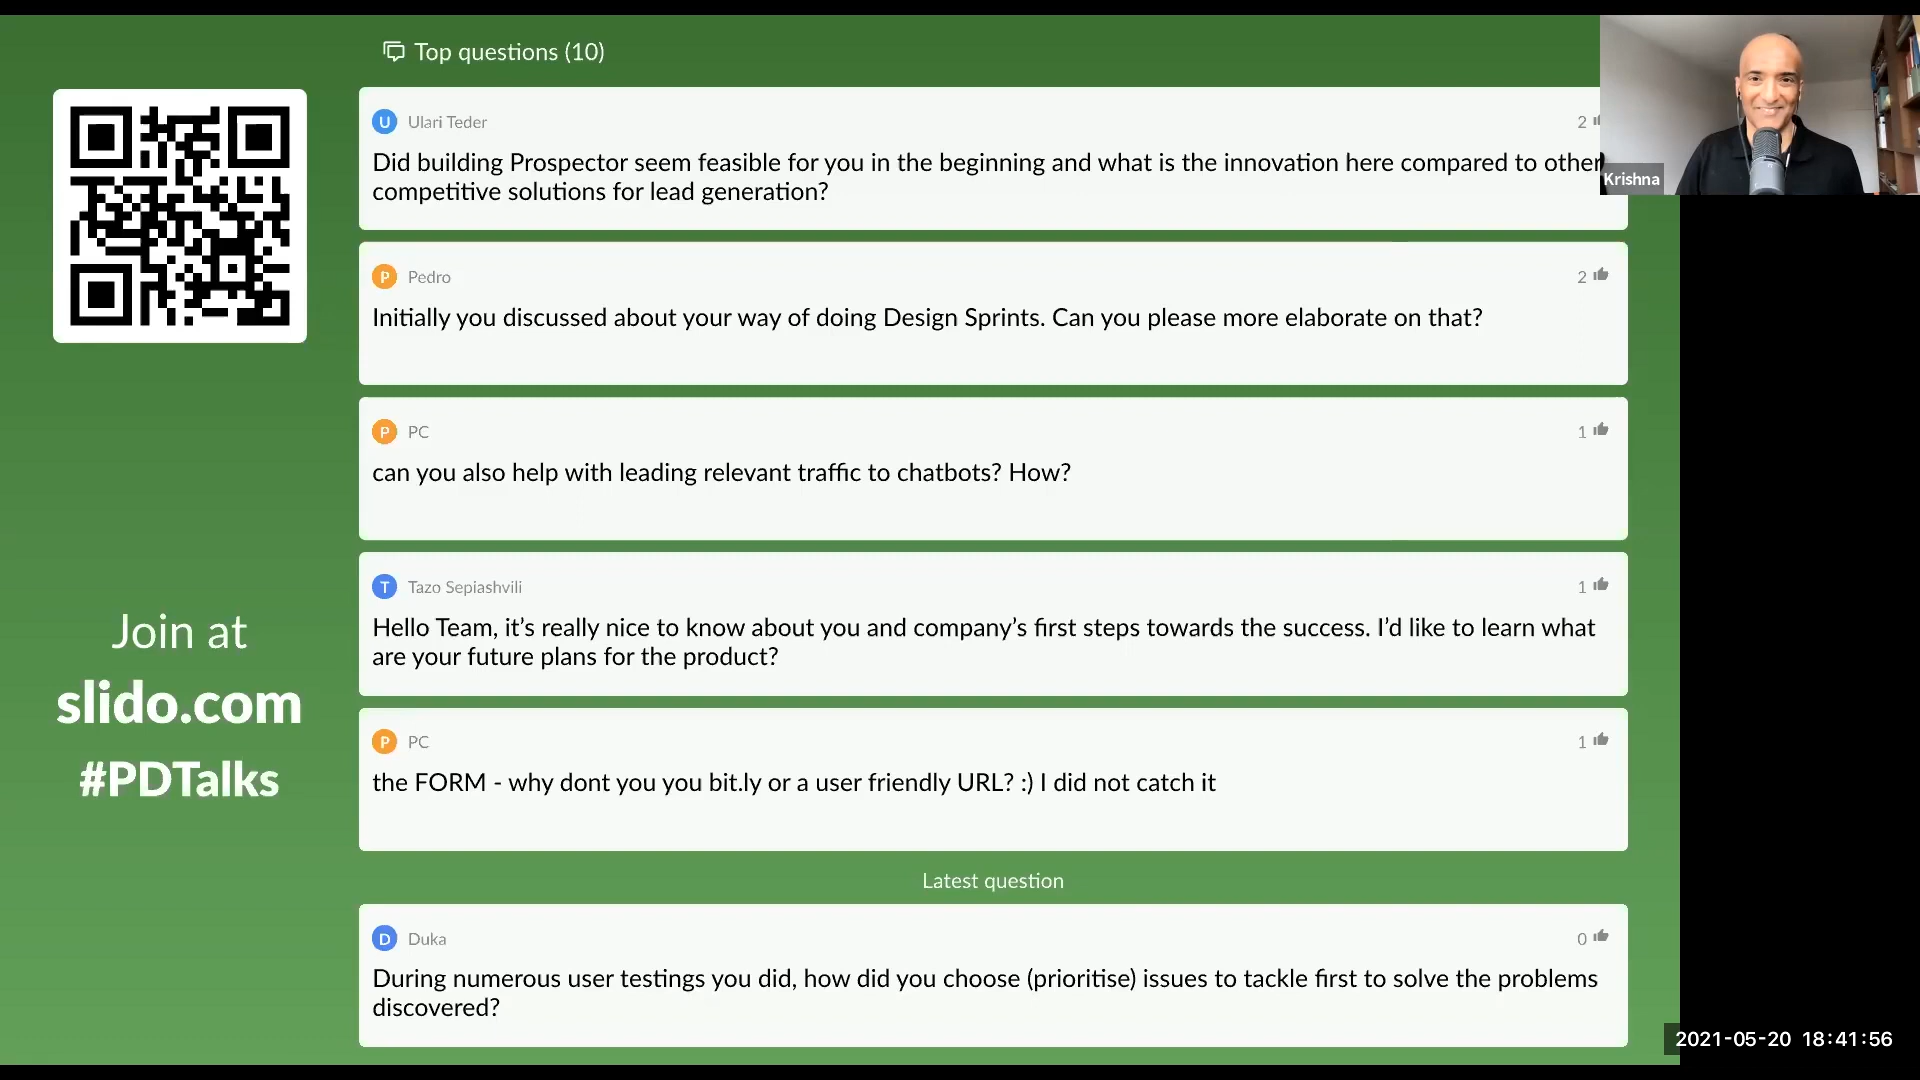 Top questions (10)
U Ulari Teder 2
Did building Prospector seem feasible for you in the beginning and what is the innovation here compared to other
competitive solutions for lead generation?
P Pedro 2
Initially you discussed about your way of doing Design Sprints. Can you please more elaborate on that?
P PC 1
can you also help with leading relevant traffic to chatbots? How?
T Tazo Sepiashvili 1
Hello Team, it’s really nice to know about you and company’s first steps towards the success. I’d like to learn what
are your future plans for the product?
P PC 1
the FORM - why dont you you bit.ly or a user friendly URL? :) I did not catch it
Latest question
D Duka 0
During numerous user testings you did, how did you choose (prioritise) issues to tackle first to solve the problems
discovered?
Join at
slido.com
#PDTalks
Krishna
2021-05-20 18:41:56